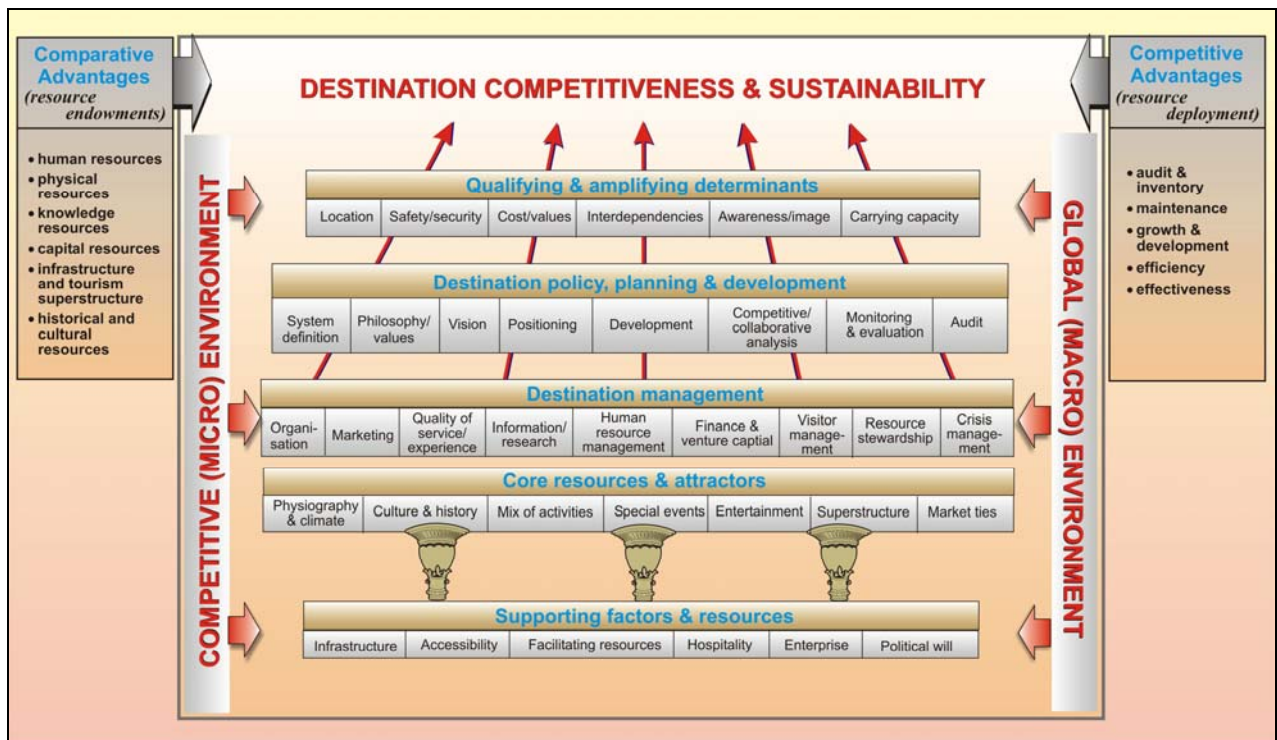 Comparative
Advantages
(resource
endowments)
• human resources
• physical
resources
• knowledge
resources
• capital resources
• infrastructure
and tourism
superstructure
• historical and
cultural
resources
COMPETITIVE (MICRO) ENVIRONMENT
DESTINATION COMPETITIVENESS & SUSTAINABILITY
Qualifying & amplifying determinants
Location
Safety/security
Cost/values
Interdependencies
Awareness/image
Carrying capacity
Destination policy, planning & development
System
definition
Philosophy/
values
Vision
Positioning
Development
Competitive/
collaborative
analysis
Monitoring
& evaluation
Audit
Destination management
Organi-
sation
Marketing
Quality of
service/
experience
Information/
research
Human
resource
management
Finance &
venture captial
Visitor
manage-
ment
Resource
stewardship
Crisis
manage-
ment
Core resources & attractors
Physiography
& climate
Culture & history
Mix of activities
Special events
Entertainment
Superstructure
Market ties
Supporting factors & resources
Infrastructure
Accessibility
Facilitating resources
Hospitality
Enterprise
Political will
GLOBAL (MACRO) ENVIRONMENT
Competitive
Advantages
(resource
deployment)
• audit &
inventory
• maintenance
• growth &
development
• efficiency
• effectiveness